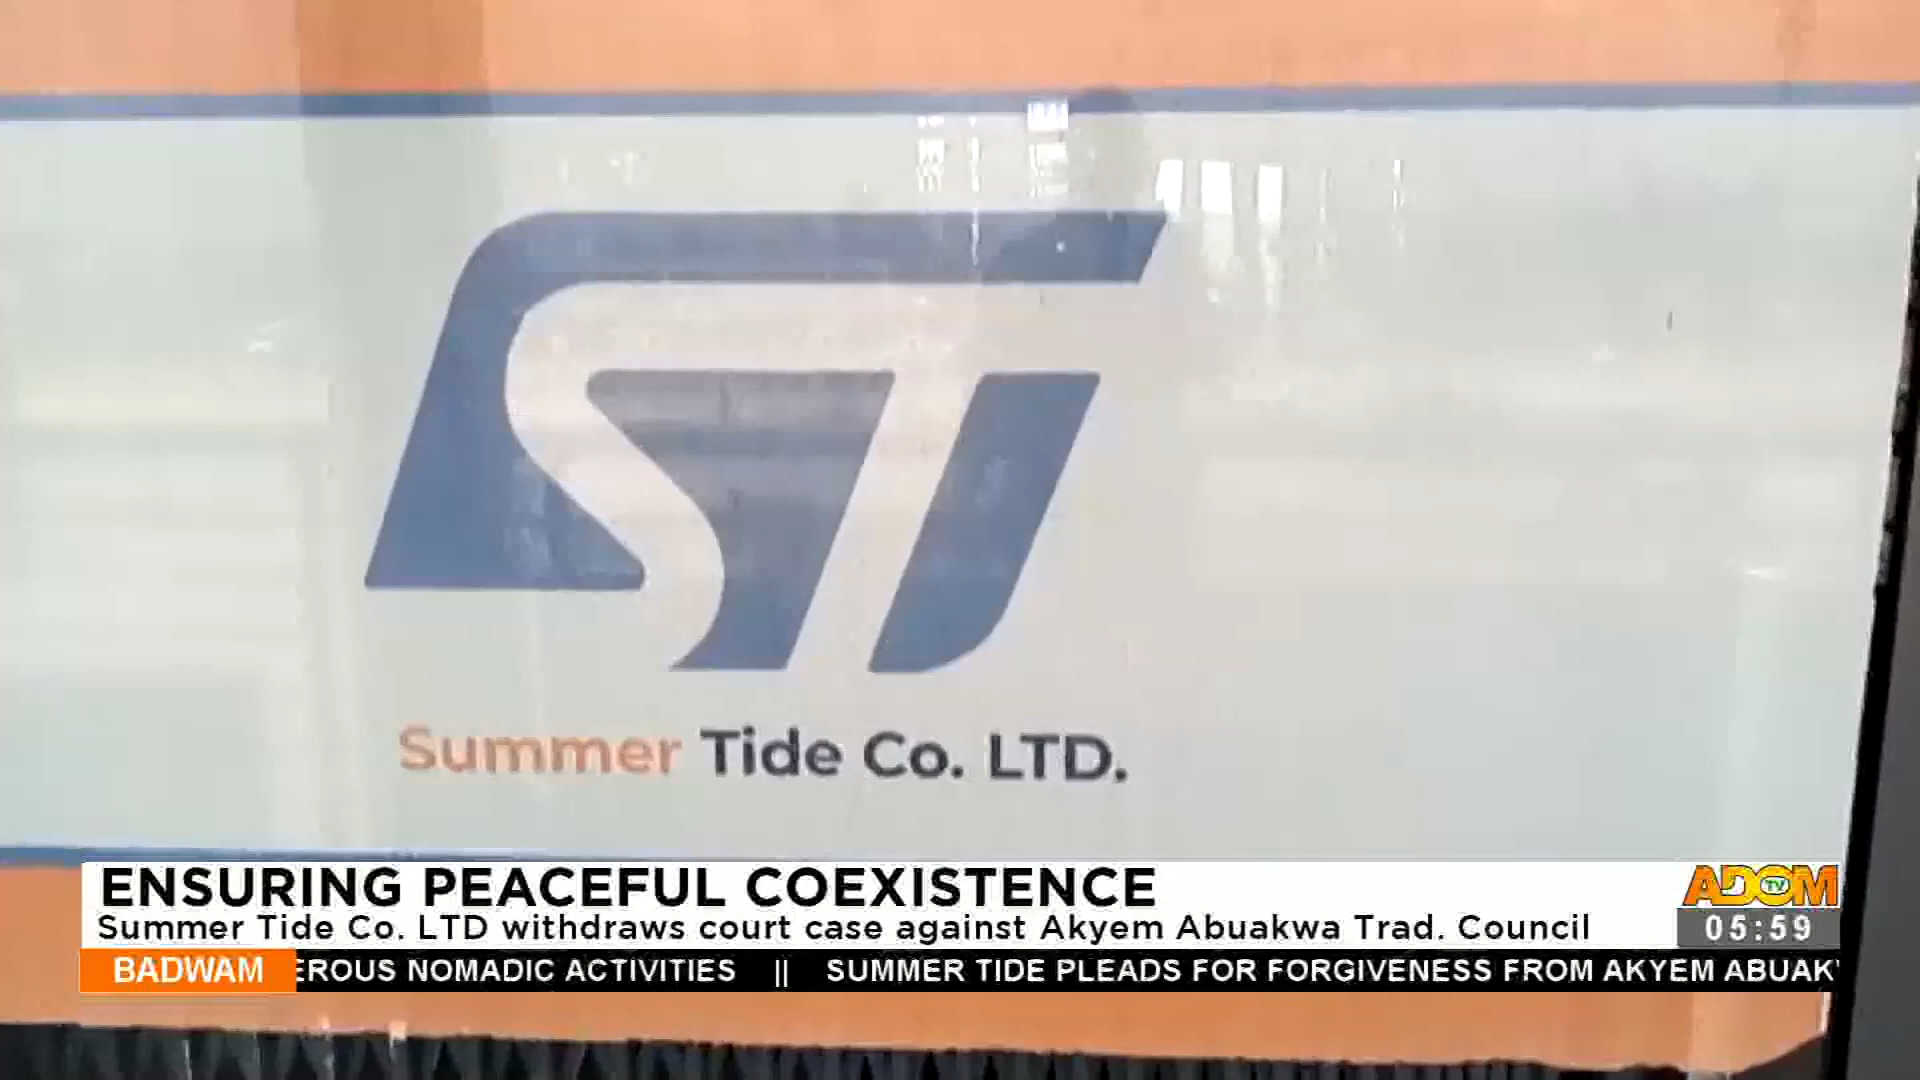 ST
Summer Tide Co. LTD.
ENSURING PEACEFUL COEXISTENCE
Summer Tide Co. LTD withdraws court case against Akyem Abuakwa Trad. Council
ADOM TV
05:59
BADWAM
EROUS NOMADIC ACTIVITIES || SUMMER TIDE PLEADS FOR FORGIVENESS FROM AKYEM ABUAK